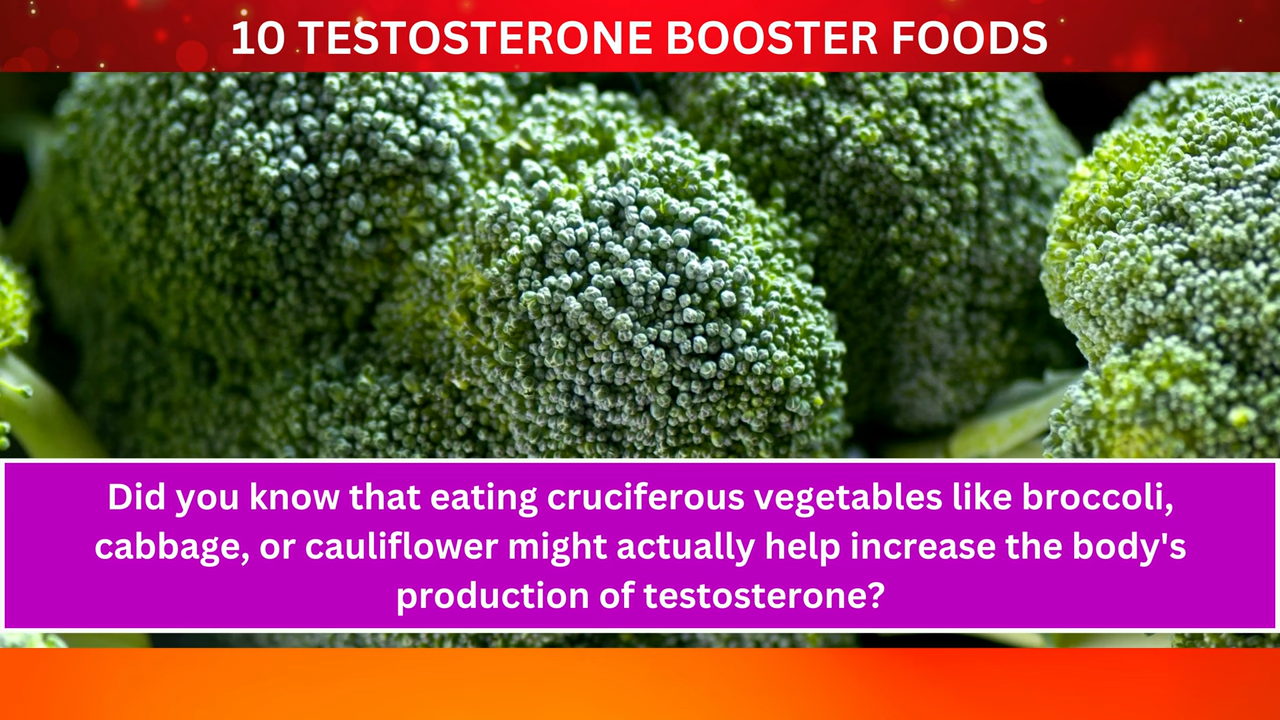 10 TESTOSTERONE BOOSTER FOODS
Did you know that eating cruciferous vegetables like broccoli,
cabbage, or cauliflower might actually help increase the body's
production of testosterone?